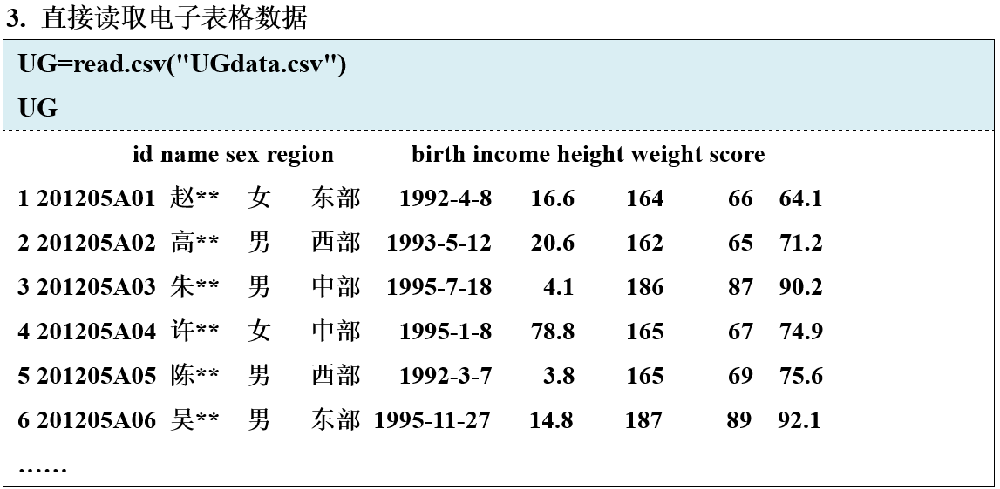 3. 直接读取电子表格数据
UG=read.csv("UGdata.csv")
UG
id name sex region birth income height weight score
1 201205A01 赵** 女 东部 1992-4-8 16.6 164 66 64.1
2 201205A02 高** 男 西部 1993-5-12 20.6 162 65 71.2
3 201205A03 朱** 男 中部 1995-7-18 4.1 186 87 90.2
4 201205A04 许** 女 中部 1995-1-8 78.8 165 67 74.9
5 201205A05 陈** 男 西部 1992-3-7 3.8 165 69 75.6
6 201205A06 吴** 男 东部 1995-11-27 14.8 187 89 92.1
……